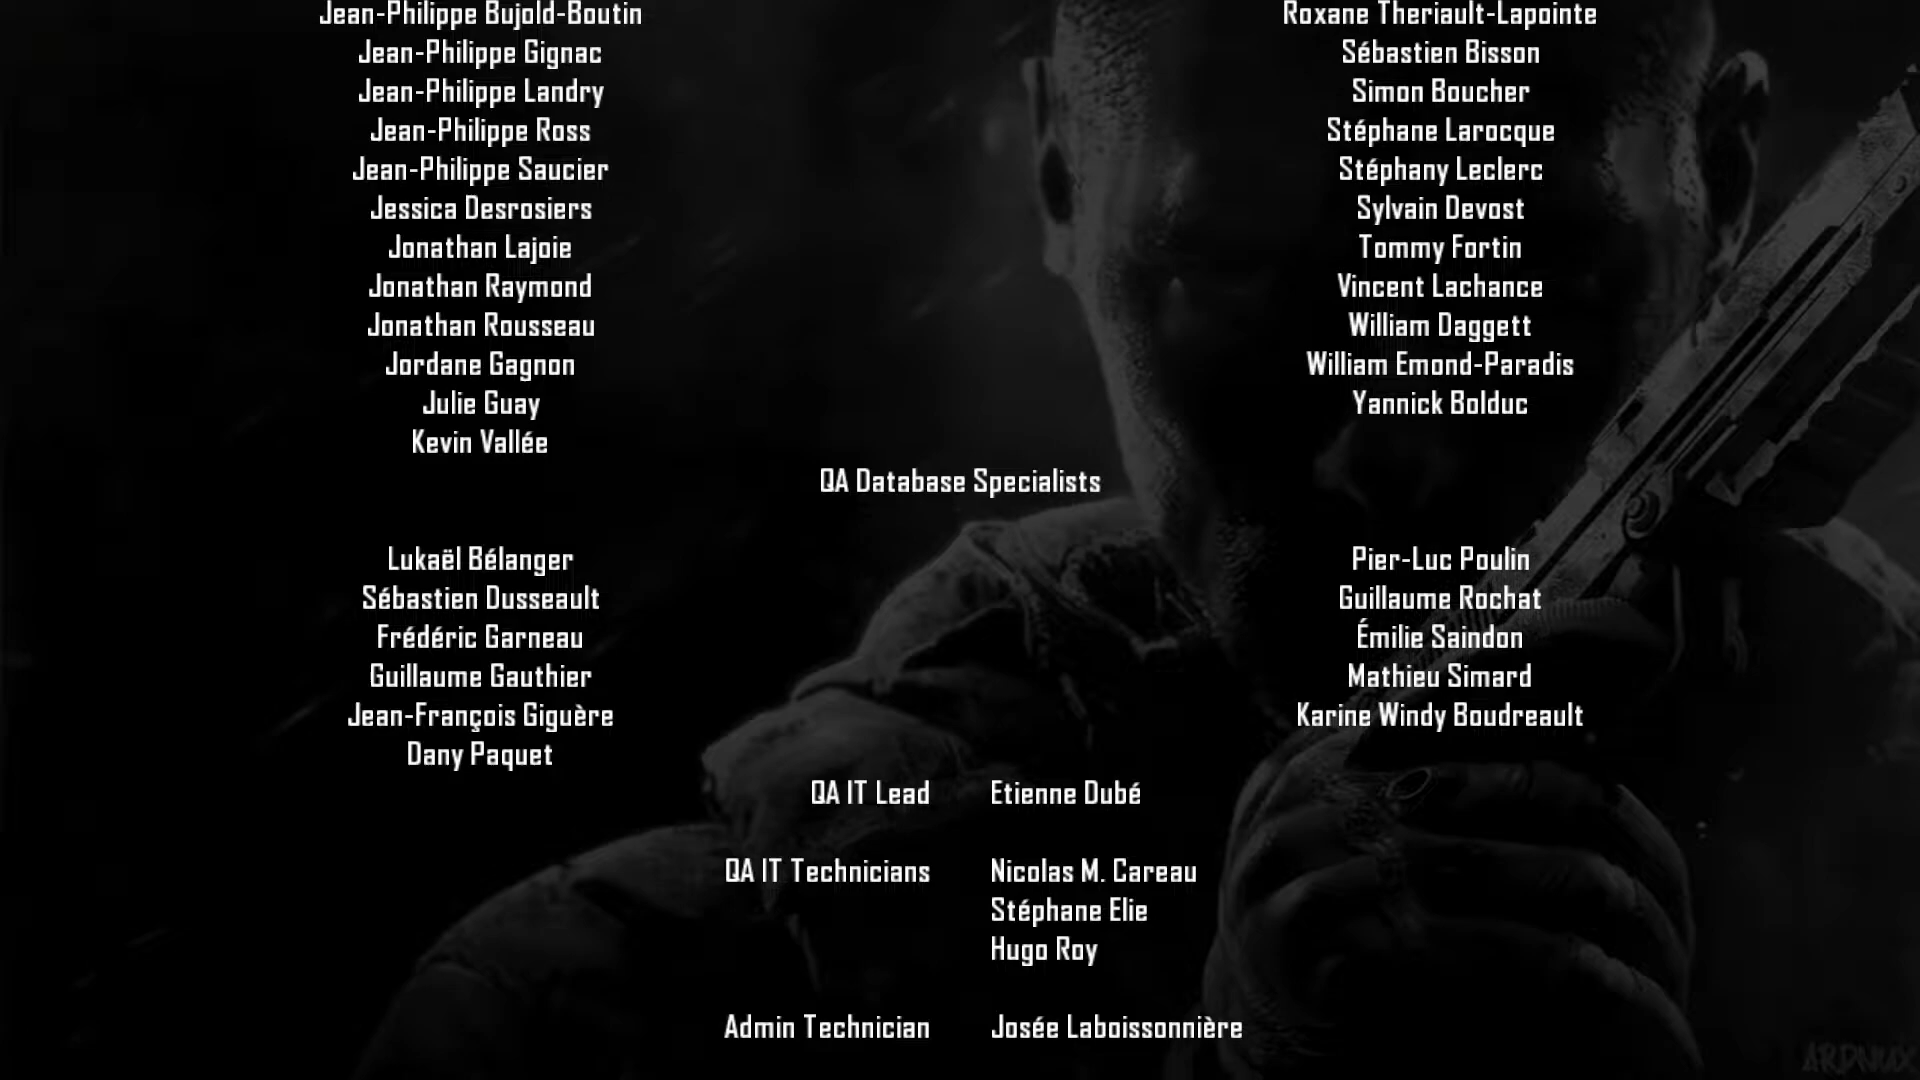 Jean-Philippe Bujold-Boutin
Jean-Philippe Gignac
Jean-Philippe Landry
Jean-Philippe Ross
Jean-Philippe Saucier
Jessica Desrosiers
Jonathan Lajoie
Jonathan Raymond
Jonathan Rousseau
Jordane Gagnon
Julie Guay
Kevin Vallée
Roxane Theriault-Lapointe
Sébastien Bisson
Simon Boucher
Stéphane Larocque
Stéphany Leclerc
Sylvain Devost
Tommy Fortin
Vincent Lachance
William Daggett
William Emond-Paradis
Yannick Bolduc
QA Database Specialists
Lukaël Bélanger
Sébastien Dusseault
Frédéric Garneau
Guillaume Gauthier
Jean-François Giguère
Dany Paquet
Pier-Luc Poulin
Guillaume Rochat
Émilie Saindon
Mathieu Simard
Karine Windy Boudreault
QA IT Lead Etienne Dubé
QA IT Technicians Nicolas M. Careau
Stéphane Elie
Hugo Roy
Admin Technician Josée Laboissonnière